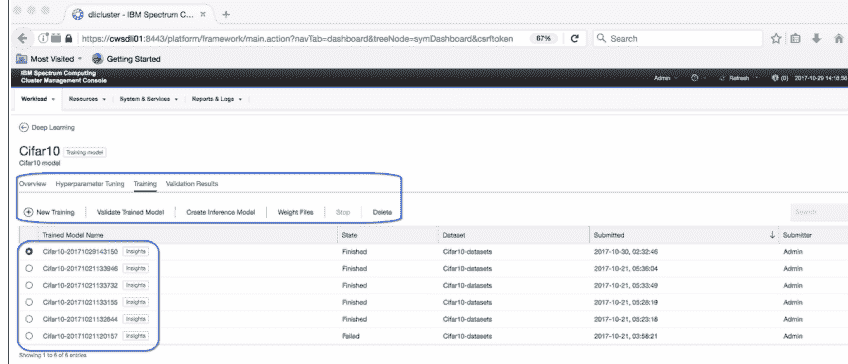 dlicluster - IBM Spectrum C...
https://cwsdli01:8443/platform/framework/main.action?navTab=dashboard&treeNode=symDashboard&csrftoken 67% Search
Most Visited Getting Started
IBM Spectrum Computing
Cluster Management Console
Admin Refresh (0) 2017-10-29 14:16:56
Workload Resources System & Services Reports & Logs
Deep Learning
Cifar10 Training model
Cifar10 model
Overview Hyperparameter Tuning Training Validation Results
New Training Validate Trained Model Create Inference Model Weight Files Stop Delete Search
Trained Model Name State Dataset Submitted Submitter
Cifar10-20171029143150 Insights Finished Cifar10-datasets 2017-10-30, 02:32:46 Admin
Cifar10-20171021133946 Insights Finished Cifar10-datasets 2017-10-21, 05:36:04 Admin
Cifar10-20171021133732 Insights Finished Cifar10-datasets 2017-10-21, 05:33:49 Admin
Cifar10-20171021133155 Insights Finished Cifar10-datasets 2017-10-21, 05:28:19 Admin
Cifar10-20171021132644 Insights Finished Cifar10-datasets 2017-10-21, 05:23:18 Admin
Cifar10-20171021120157 Insights Failed Cifar10-datasets 2017-10-21, 03:58:21 Admin
Showing 1 to 6 of 6 entries